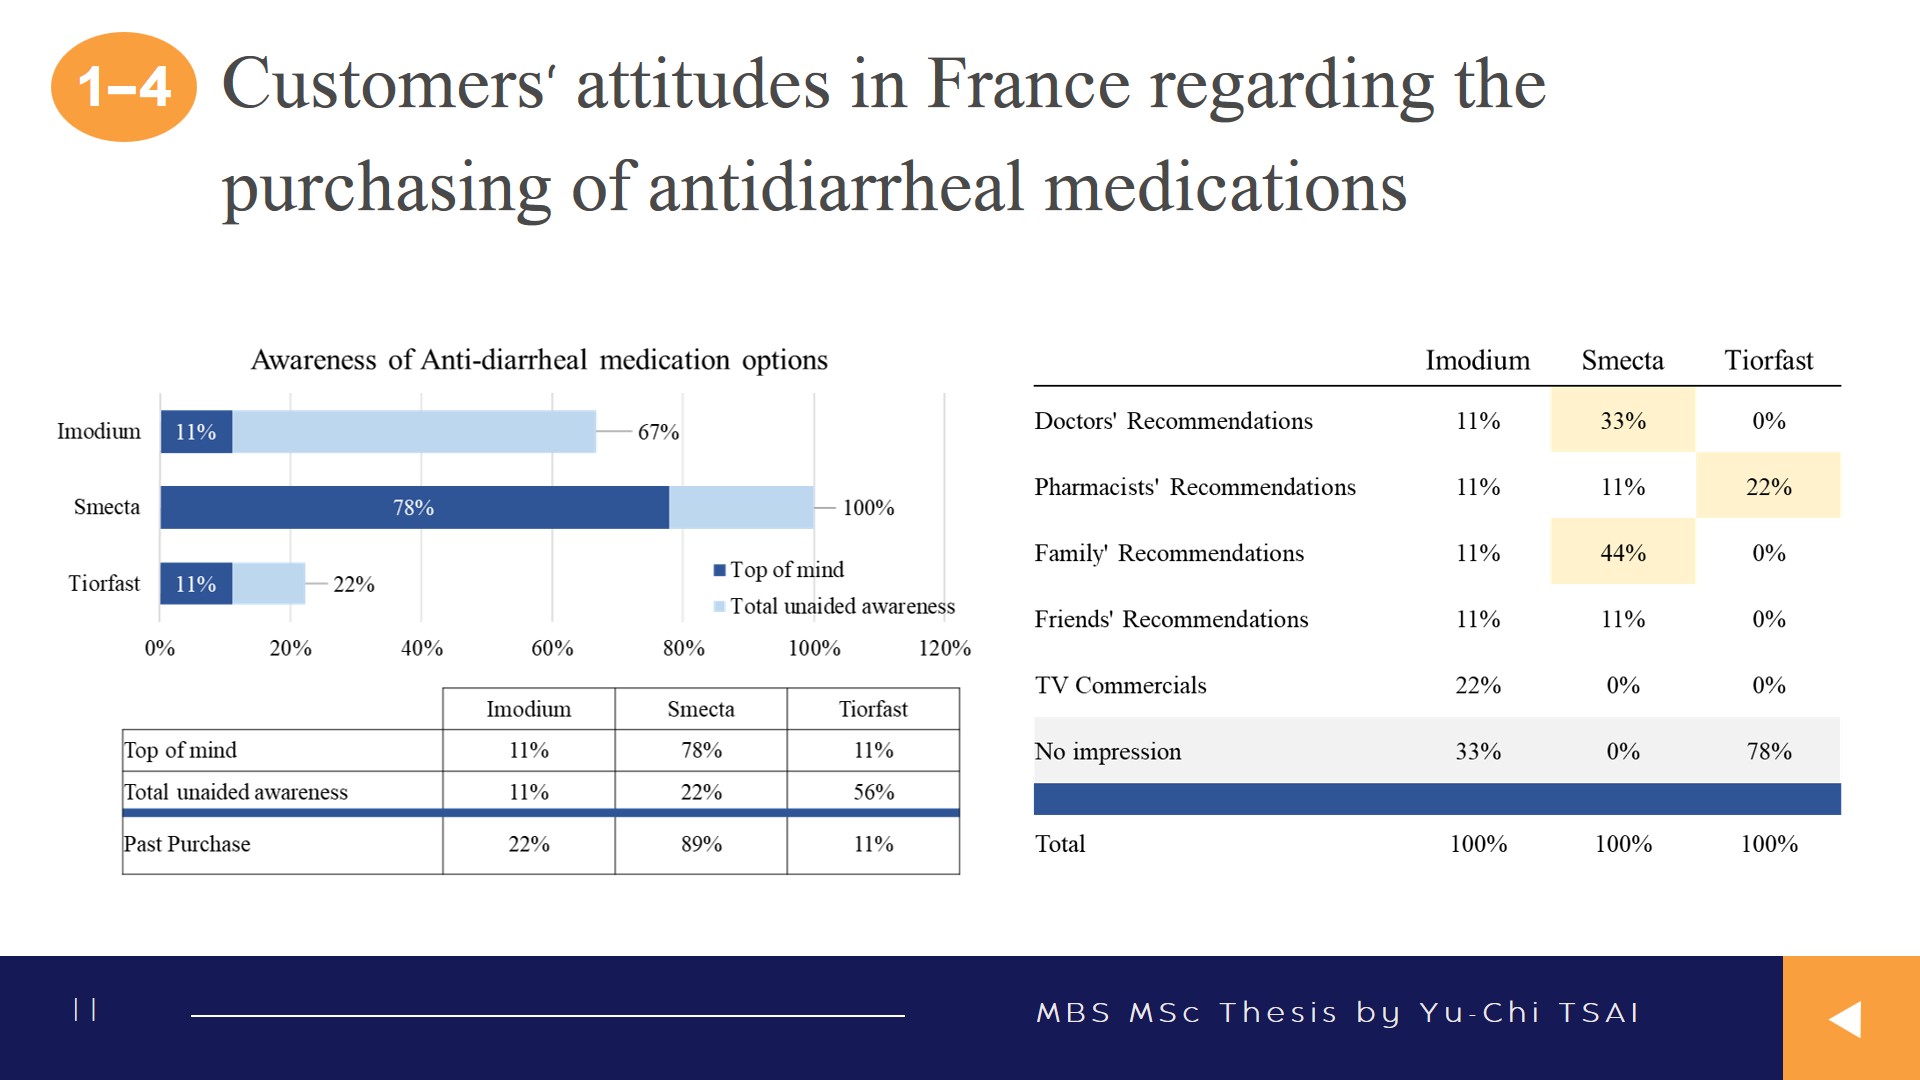 1–4
Customers‘ attitudes in France regarding the
purchasing of antidiarrheal medications
Awareness of Anti-diarrheal medication options
Imodium 11% 67%
Smecta 78% 100%
Tiorfast 11% 22%
Top of mind
Total unaided awareness
0% 20% 40% 60% 80% 100% 120%
Imodium Smecta Tiorfast
Top of mind 11% 78% 11%
Total unaided awareness 11% 22% 56%
Past Purchase 22% 89% 11%
Imodium Smecta Tiorfast
Doctors' Recommendations 11% 33% 0%
Pharmacists' Recommendations 11% 11% 22%
Family' Recommendations 11% 44% 0%
Friends' Recommendations 11% 11% 0%
TV Commercials 22% 0% 0%
No impression 33% 0% 78%
Total 100% 100% 100%
11
MBS MSc Thesis by Yu-Chi TSAI